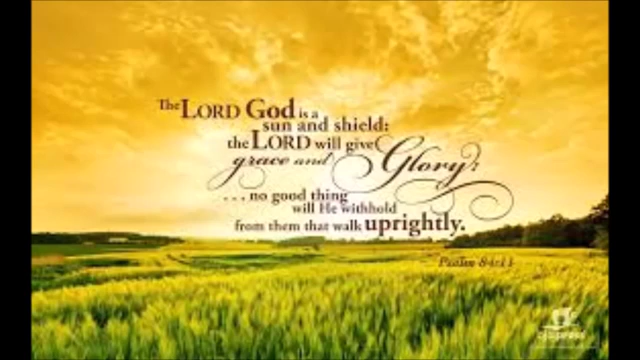 The LORD God is a
sun and shield:
the LORD will give
grace and Glory:
...no good thing
will He withhold
from them that walk uprightly.
Psalm 84:11